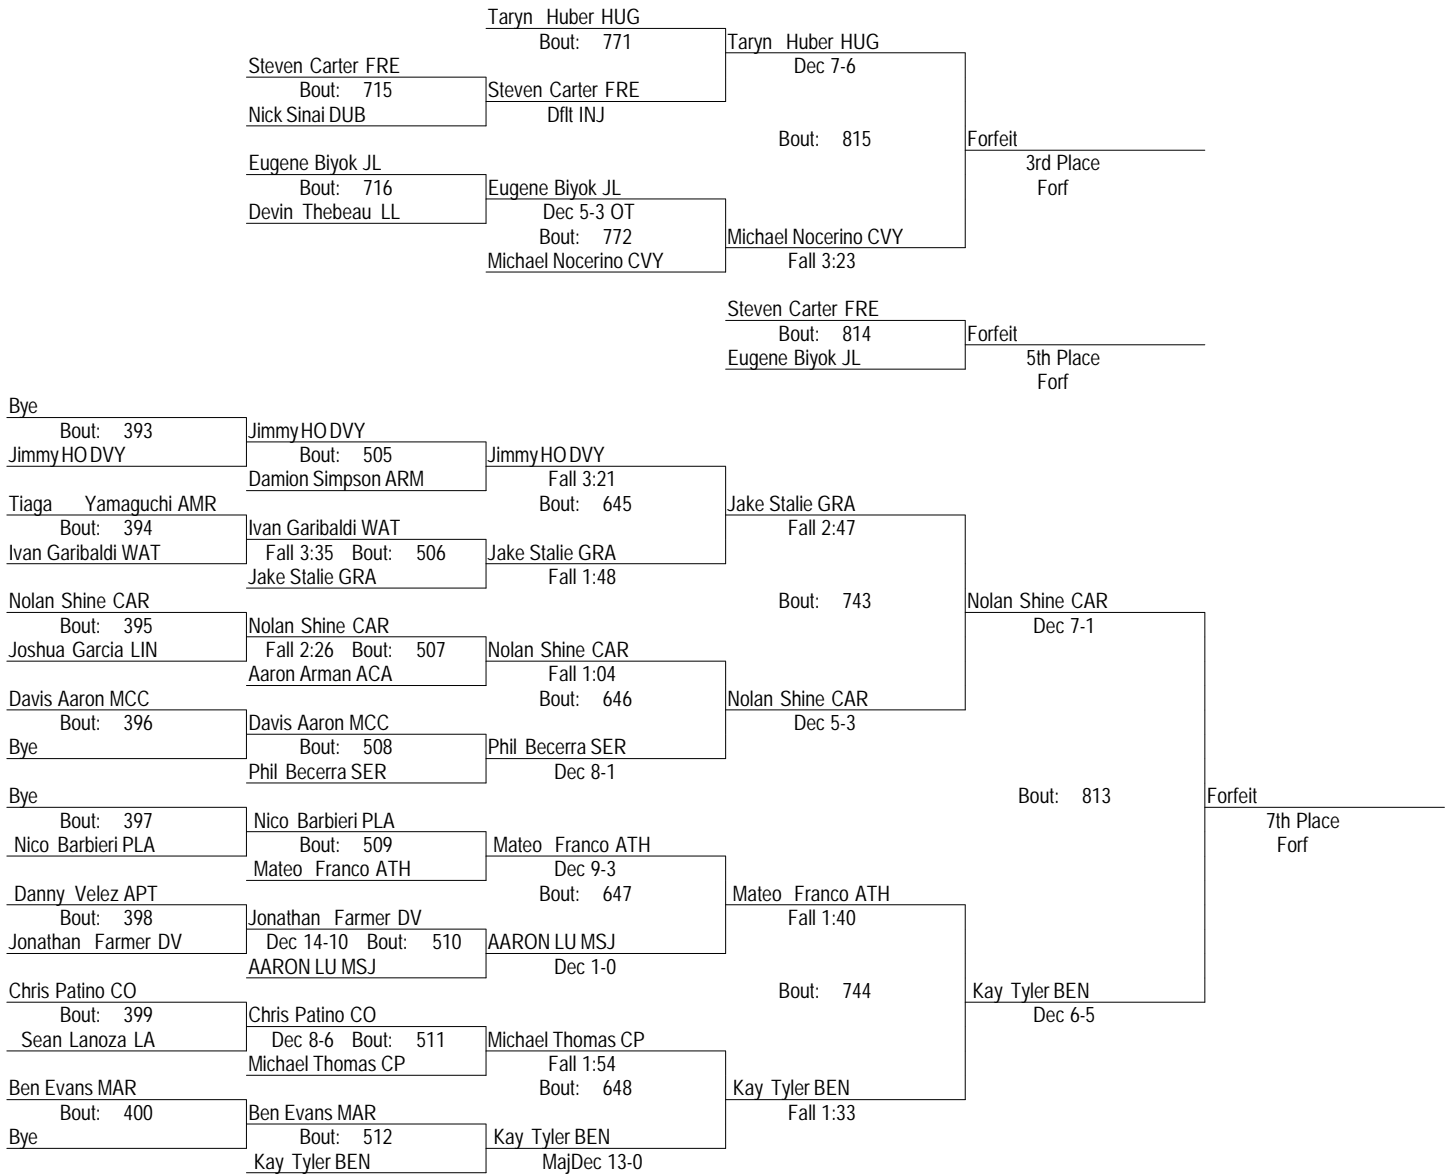 Taryn Huber HUG
Bout: 771
Taryn Huber HUG
Dec 7-6
Steven Carter FRE
Bout: 715
Steven Carter FRE
Nick Sinai DUB
Dflt INJ
Bout: 815
Forfeit
3rd Place
Forf
Eugene Biyok JL
Bout: 716
Eugene Biyok JL
Devin Thebeau LL
Dec 5-3 OT
Bout: 772
Michael Nocerino CVY
Michael Nocerino CVY
Fall 3:23
Steven Carter FRE
Bout: 814
Forfeit
Eugene Biyok JL
5th Place
Forf
Bye
Bout: 393
Jimmy HO DVY
Jimmy HO DVY
Bout: 505
Jimmy HO DVY
Damion Simpson ARM
Fall 3:21
Tiaga Yamaguchi AMR
Bout: 645
Jake Stalie GRA
Bout: 394
Ivan Garibaldi WAT
Fall 2:47
Ivan Garibaldi WAT
Fall 3:35 Bout: 506
Jake Stalie GRA
Jake Stalie GRA
Fall 1:48
Nolan Shine CAR
Bout: 743
Nolan Shine CAR
Bout: 395
Nolan Shine CAR
Dec 7-1
Joshua Garcia LIN
Fall 2:26 Bout: 507
Nolan Shine CAR
Aaron Arman ACA
Fall 1:04
Davis Aaron MCC
Bout: 646
Nolan Shine CAR
Bout: 396
Davis Aaron MCC
Dec 5-3
Bye
Bout: 508
Phil Becerra SER
Phil Becerra SER
Dec 8-1
Bye
Bout: 813
Forfeit
Bout: 397
Nico Barbieri PLA
7th Place
Nico Barbieri PLA
Bout: 509
Mateo Franco ATH
Forf
Mateo Franco ATH
Dec 9-3
Danny Velez APT
Bout: 647
Mateo Franco ATH
Bout: 398
Jonathan Farmer DV
Fall 1:40
Jonathan Farmer DV
Dec 14-10 Bout: 510
AARON LU MSJ
AARON LU MSJ
Dec 1-0
Chris Patino CO
Bout: 744
Kay Tyler BEN
Bout: 399
Chris Patino CO
Dec 6-5
Sean Lanoza LA
Dec 8-6 Bout: 511
Michael Thomas CP
Michael Thomas CP
Fall 1:54
Ben Evans MAR
Bout: 648
Kay Tyler BEN
Bout: 400
Ben Evans MAR
Fall 1:33
Bye
Bout: 512
Kay Tyler BEN
Kay Tyler BEN
MajDec 13-0